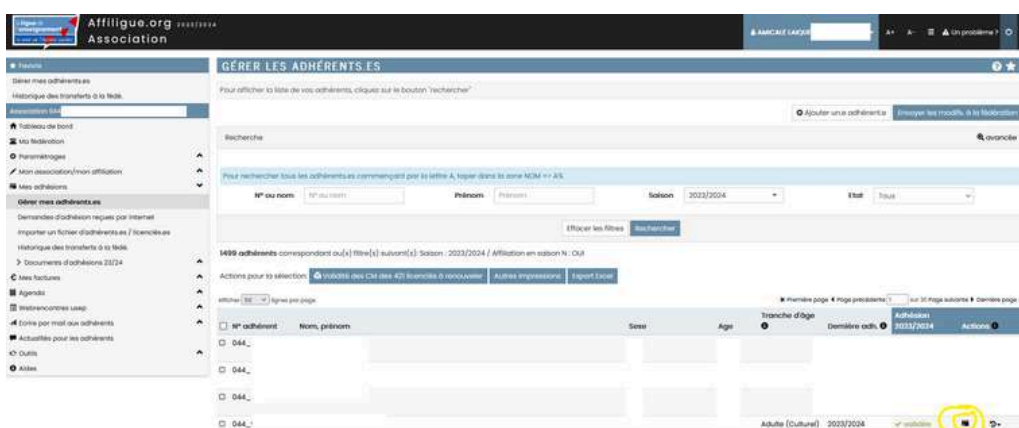 la ligue de
l'enseignement
Affiligue.org 2023/2024
Association
AMICALE LAIQUE
A+ A- Un problème ?
Favoris
Gérer mes adhérents.es
Historique des transferts à la fédé.
Association 044
Tableau de bord
Ma fédération
Paramétrages
Mon association/mon affiliation
Mes adhésions
Gérer mes adhérents.es
Demandes d'adhésion reçues par internet
Importer un fichier d'adhérents.es / licenciés.es
Historique des transferts à la fédé.
Documents d'adhésions 23/24
Mes factures
Agenda
Webrencontres usep
Ecrire par mail aux adhérents
Actualités pour les adhérents
Outils
Aides
GÉRER LES ADHÉRENTS.ES
Pour afficher la liste de vos adhérents, cliquez sur le bouton "rechercher"
Ajouter un.e adhérent.e Envoyer les modifs. à la fédération
Recherche avancée
Pour rechercher tous les adhérents.es commençant par la lettre A, taper dans la zone NOM => A%
N° ou nom N° ou nom Prénom Prénom Saison 2023/2024 Etat Tous
Effacer les filtres Rechercher
1499 adhérents correspondant au(x) filtre(s) suivant(s): Saison : 2023/2024 / Affiliation en saison N : OUI
Actions pour la sélection: Validité des CM des 421 licenciés à renouveler Autres impressions Export Excel
Afficher 50 lignes par page. Première page Page précédente 1 sur 30 Page suivante Dernière page
N° adhérent Nom, prénom Sexe Age Tranche d'âge Dernière adh. Adhésion 2023/2024 Actions
044_
044_
044_
044_ Adulte (Culturel) 2023/2024 validée